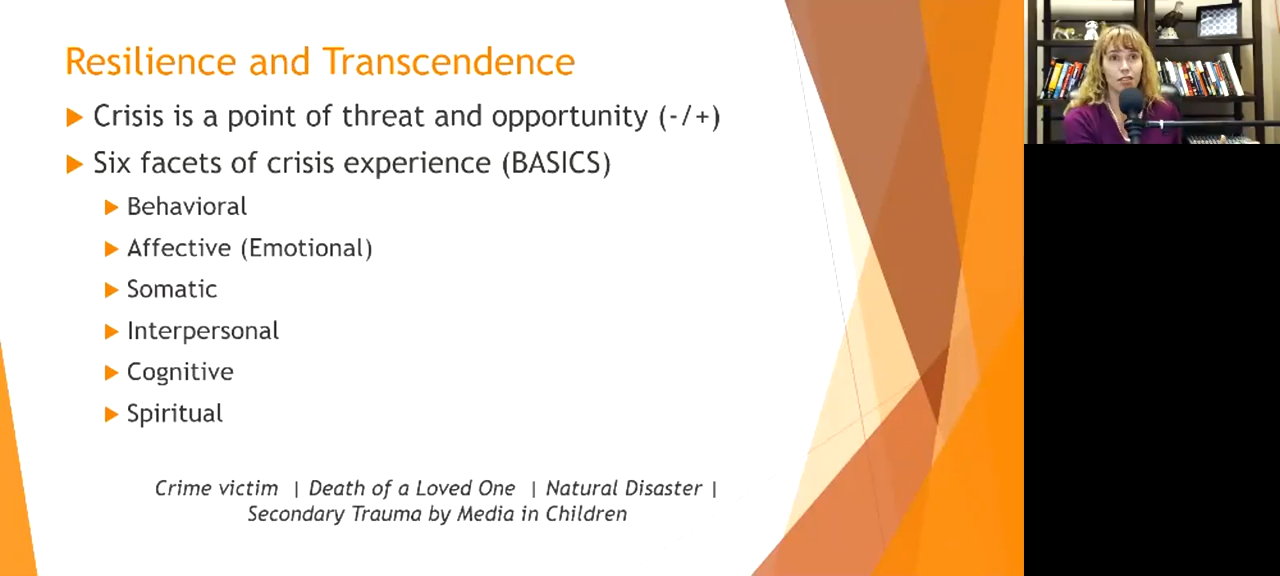 Resilience and Transcendence
Crisis is a point of threat and opportunity (-/+)
Six facets of crisis experience (BASICS)
Behavioral
Affective (Emotional)
Somatic
Interpersonal
Cognitive
Spiritual
Crime victim | Death of a Loved One | Natural Disaster |
Secondary Trauma by Media in Children